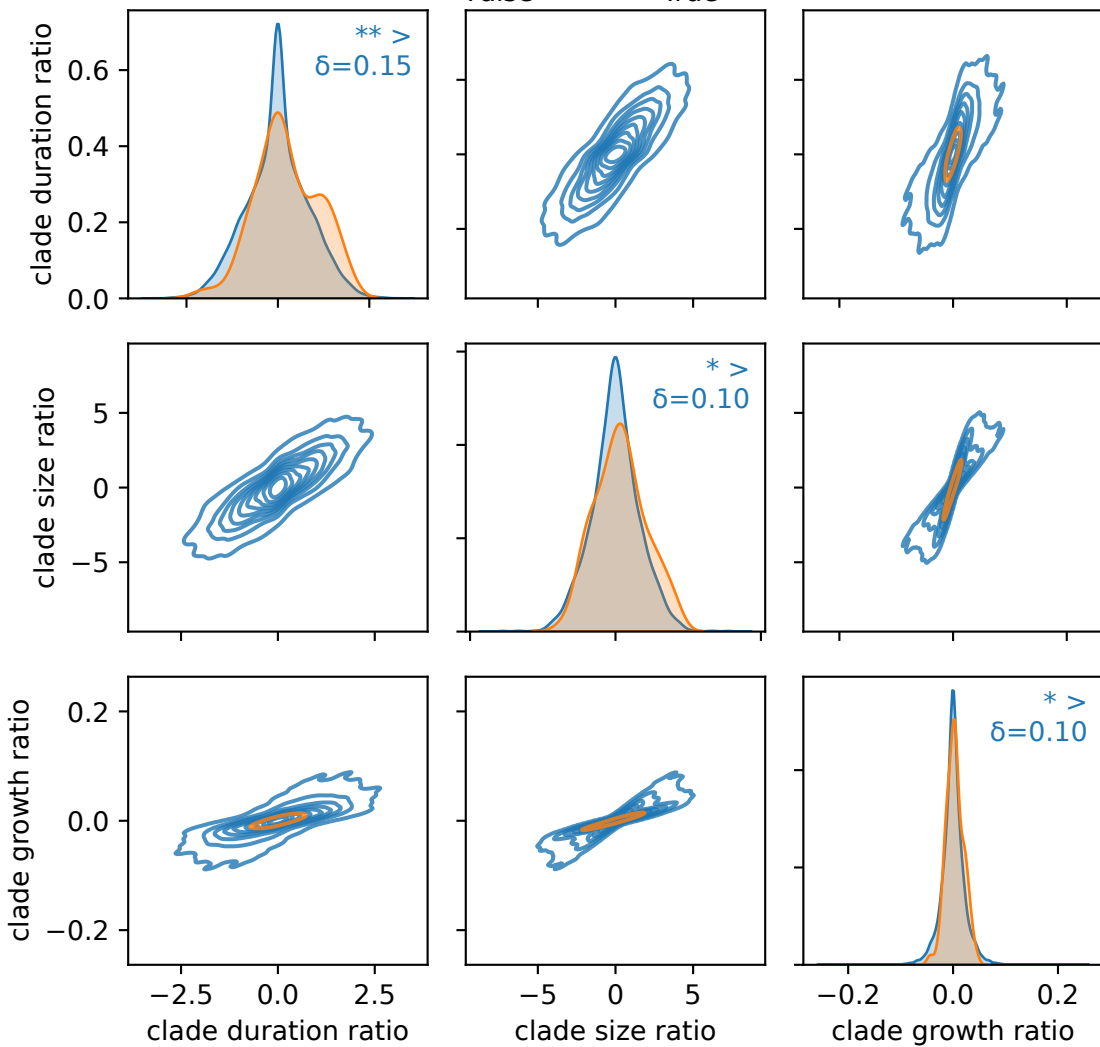 clade duration ratio
0.6
0.4
0.2
0.0
** >
δ=0.15
clade size ratio
5
0
−5
* >
δ=0.10
clade growth ratio
0.2
0.0
−0.2
* >
δ=0.10
−2.5 0.0 2.5
−5 0 5
−0.2 0.0 0.2
clade duration ratio
clade size ratio
clade growth ratio